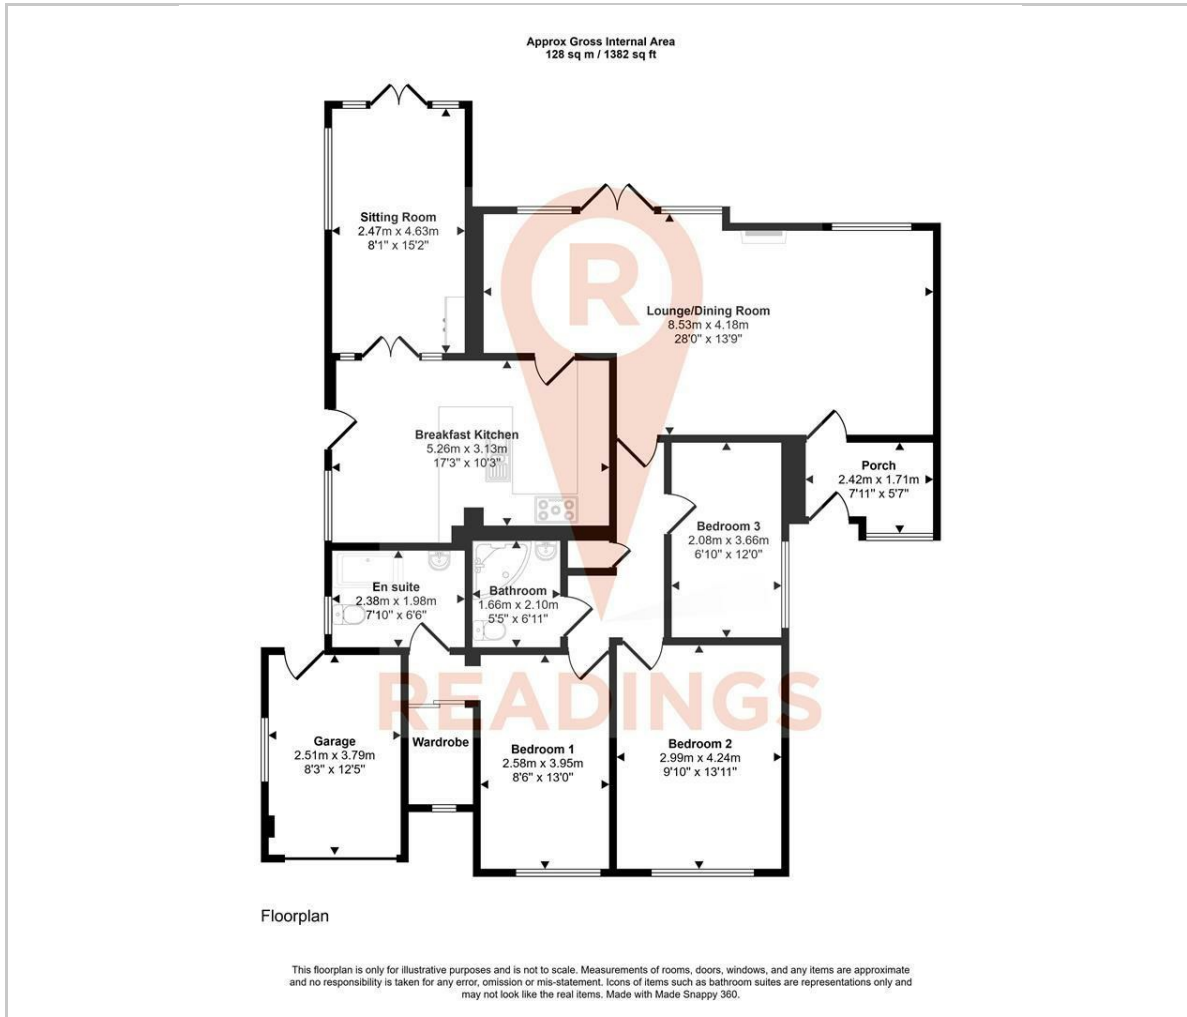 Approx Gross Internal Area
128 sq m / 1382 sq ft
Sitting Room
2.47m x 4.63m
8'1" x 15'2"
R
Lounge/Dining Room
8.53m x 4.18m
28'0" x 13'9"
Breakfast Kitchen
5.26m x 3.13m
17'3" x 10'3"
Porch
2.42m x 1.71m
7'11" x 5'7"
Bedroom 3
2.08m x 3.66m
6'10" x 12'0"
En suite
2.38m x 1.98m
7'10" x 6'6"
Bathroom
1.66m x 2.10m
5'5" x 6'11"
READINGS
Garage
2.51m x 3.79m
8'3" x 12'5"
Wardrobe
Bedroom 1
2.58m x 3.95m
8'6" x 13'0"
Bedroom 2
2.99m x 4.24m
9'10" x 13'11"
Floorplan
This floorplan is only for illustrative purposes and is not to scale. Measurements of rooms, doors, windows, and any items are approximate
and no responsibility is taken for any error, omission or mis-statement. Icons of items such as bathroom suites are representations only and
may not look like the real items. Made with Made Snappy 360.